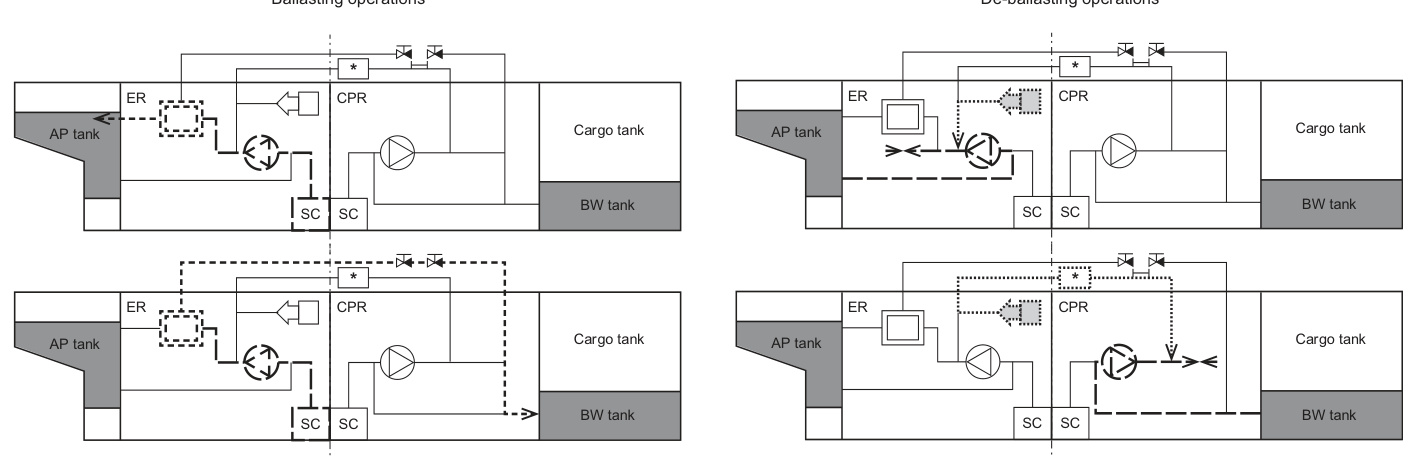 Ballasting operations
De-ballasting operations
*
ER
CPR
AP tank
Cargo tank
BW tank
SC
SC
*
ER
CPR
AP tank
Cargo tank
BW tank
SC
SC
*
ER
CPR
AP tank
Cargo tank
BW tank
SC
SC
*
ER
CPR
AP tank
Cargo tank
BW tank
SC
SC